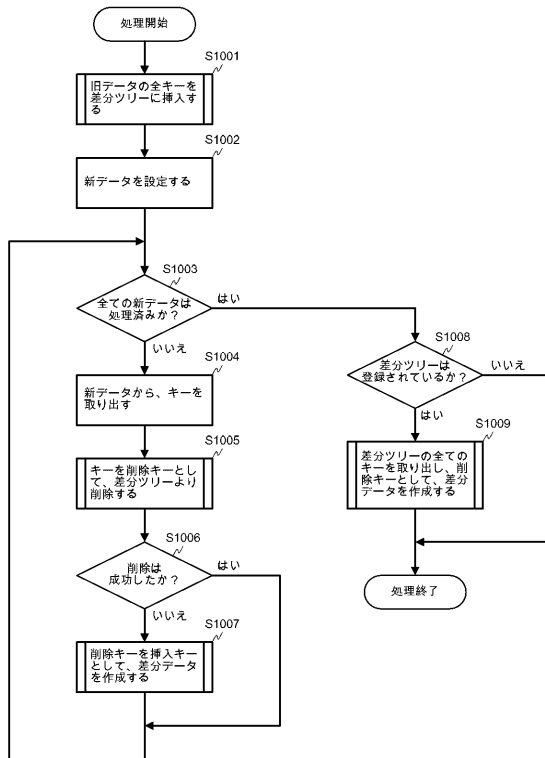 処理開始
S1001
旧データの全キーを
差分ツリーに挿入す
る
S1002
新データを設定する
S1003
全ての新データは
処理済みか?
はい
いいえ
S1004
新データから、キーを
取り出す
S1005
キーを削除キーとし
て、差分ツリーより
削除する
S1006
削除は
成功したか?
はい
いいえ
S1007
削除キーを挿入キー
として、差分データ
を作成する
S1008
差分ツリーは
登録されているか?
いいえ
はい
S1009
差分ツリーの全ての
キーを取り出し、削
除キーとして、差分
データを作成する
処理終了